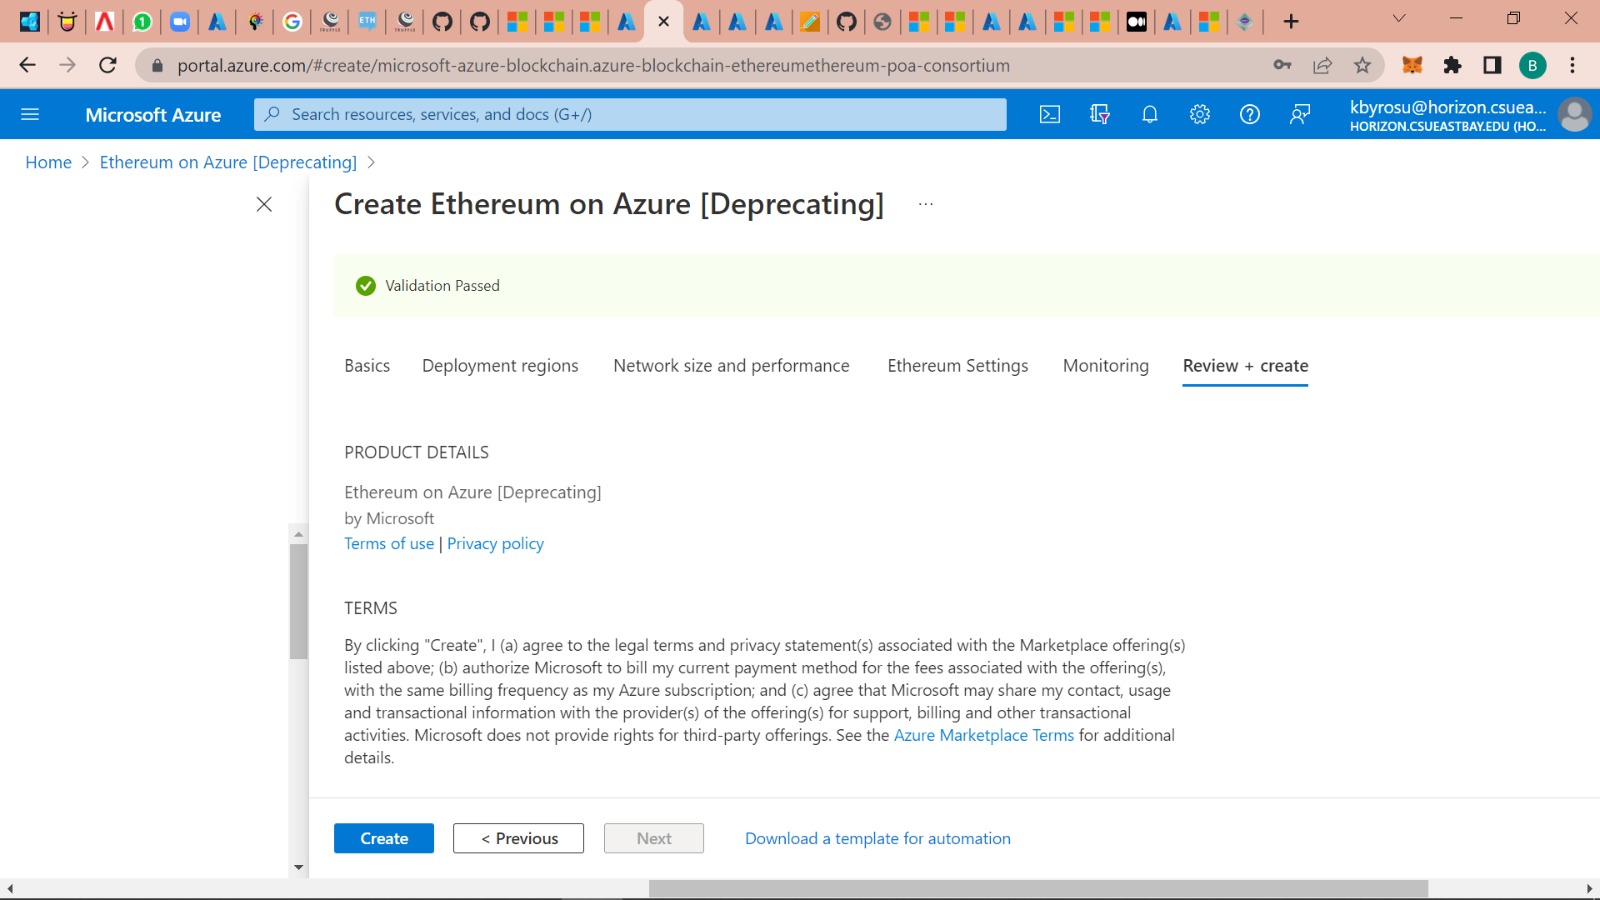 portal.azure.com/#create/microsoft-azure-blockchain.azure-blockchain-ethereumethereum-poa-consortium
B
Microsoft Azure
Search resources, services, and docs (G+/)
kbyrosu@horizon.csuea...
HORIZON.CSUEASTBAY.EDU (HO...
Home > Ethereum on Azure [Deprecating] >
Create Ethereum on Azure [Deprecating] ...
Validation Passed
Basics Deployment regions Network size and performance Ethereum Settings Monitoring Review + create
PRODUCT DETAILS
Ethereum on Azure [Deprecating]
by Microsoft
Terms of use | Privacy policy
TERMS
By clicking "Create", I (a) agree to the legal terms and privacy statement(s) associated with the Marketplace offering(s)
listed above; (b) authorize Microsoft to bill my current payment method for the fees associated with the offering(s),
with the same billing frequency as my Azure subscription; and (c) agree that Microsoft may share my contact, usage
and transactional information with the provider(s) of the offering(s) for support, billing and other transactional
activities. Microsoft does not provide rights for third-party offerings. See the Azure Marketplace Terms for additional
details.
Create < Previous Next Download a template for automation